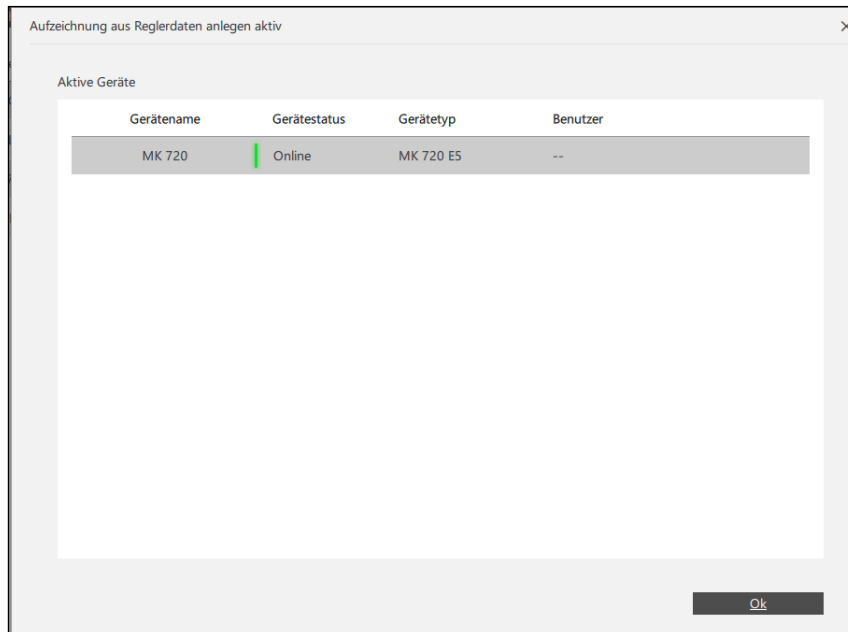 Aufzeichnung aus Reglerdaten anlegen aktiv
Aktive Geräte
Gerätename Gerätestatus Gerätetyp Benutzer
MK 720 Online MK 720 E5 --
Ok